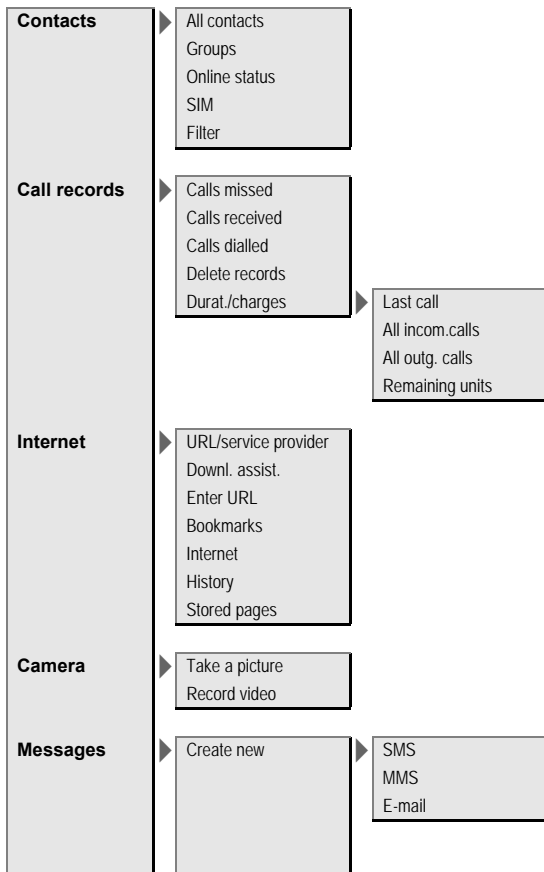 Contacts
All contacts
Groups
Online status
SIM
Filter
Call records
Calls missed
Calls received
Calls dialled
Delete records
Durat./charges
Last call
All incom.calls
All outg. calls
Remaining units
Internet
URL/service provider
Downl. assist.
Enter URL
Bookmarks
Internet
History
Stored pages
Camera
Take a picture
Record video
Messages
Create new
SMS
MMS
E-mail